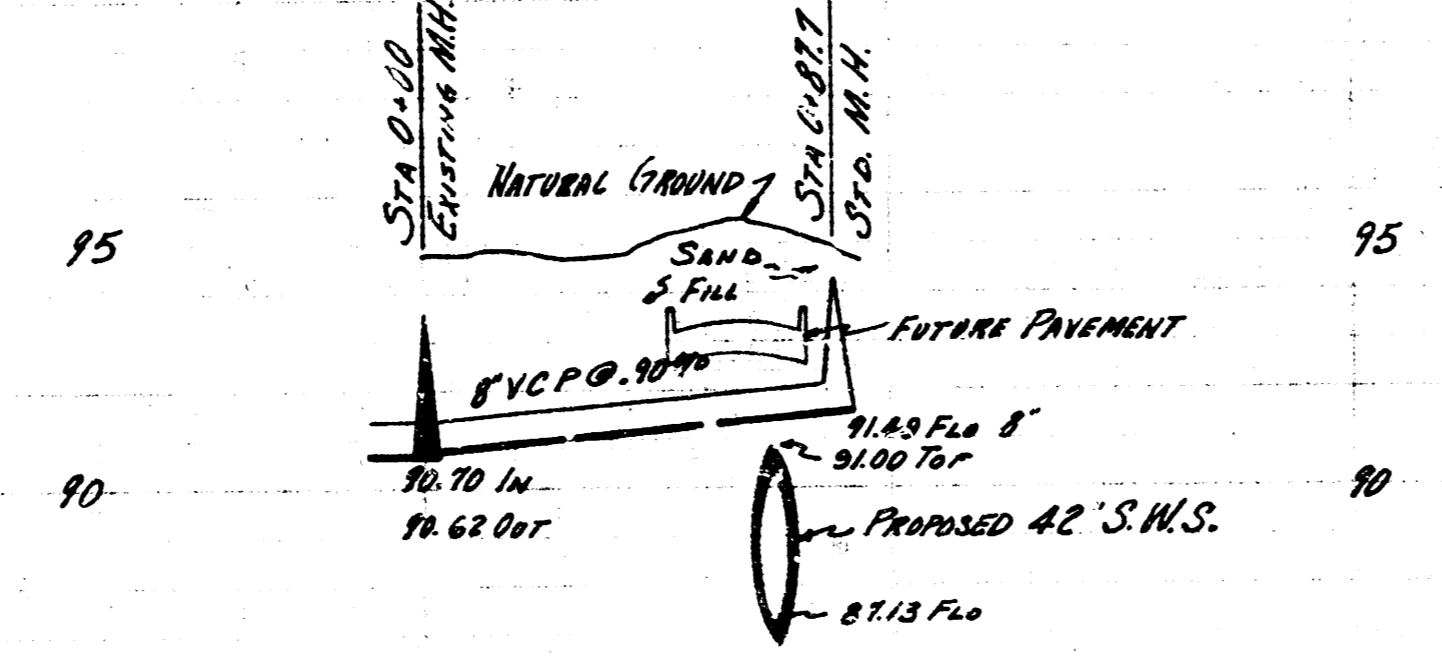 STA 0+00
EXISTING M.H.
STA 0+87.7
STD. M. H.
NATURAL GROUND
95
95
SAND
& FILL
FUTURE PAVEMENT
8" VCP @ .90%
91.49 FLO 8"
91.00 TOP
90
90
90.70 IN
90.62 OUT
PROPOSED 42" S.W.S.
87.13 FLO